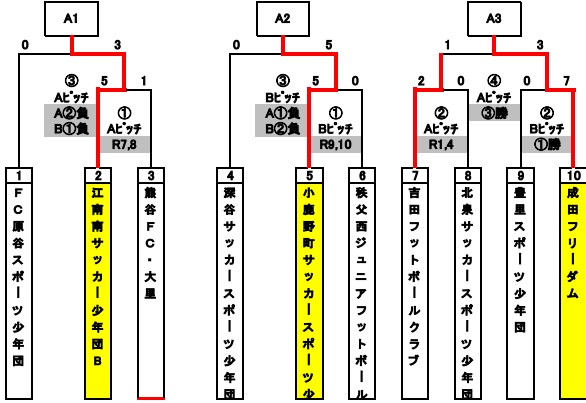 A1 A2 A3
0 3 0 5 1 3
③ 5 1 ③ 5 0 2 0 ④ 0 7
Aピッチ Bピッチ Aピッチ
A②負 ① A①負 ① ② ③勝 ②
B①負 Aピッチ B②負 Bピッチ Aピッチ Bピッチ
R7,8 R9,10 R1,4 ①勝
1 2 3 4 5 6 7 8 9 10
FC原谷スポーツ少年団
江南南サッカー少年団B
熊谷FC・大里
深谷サッカースポーツ少年団
小鹿野町サッカースポーツ少
秩父西ジュニアフットボール
吉田フットボールクラブ
北泉サッカースポーツ少年団
豊里スポーツ少年団
成田フリーダム